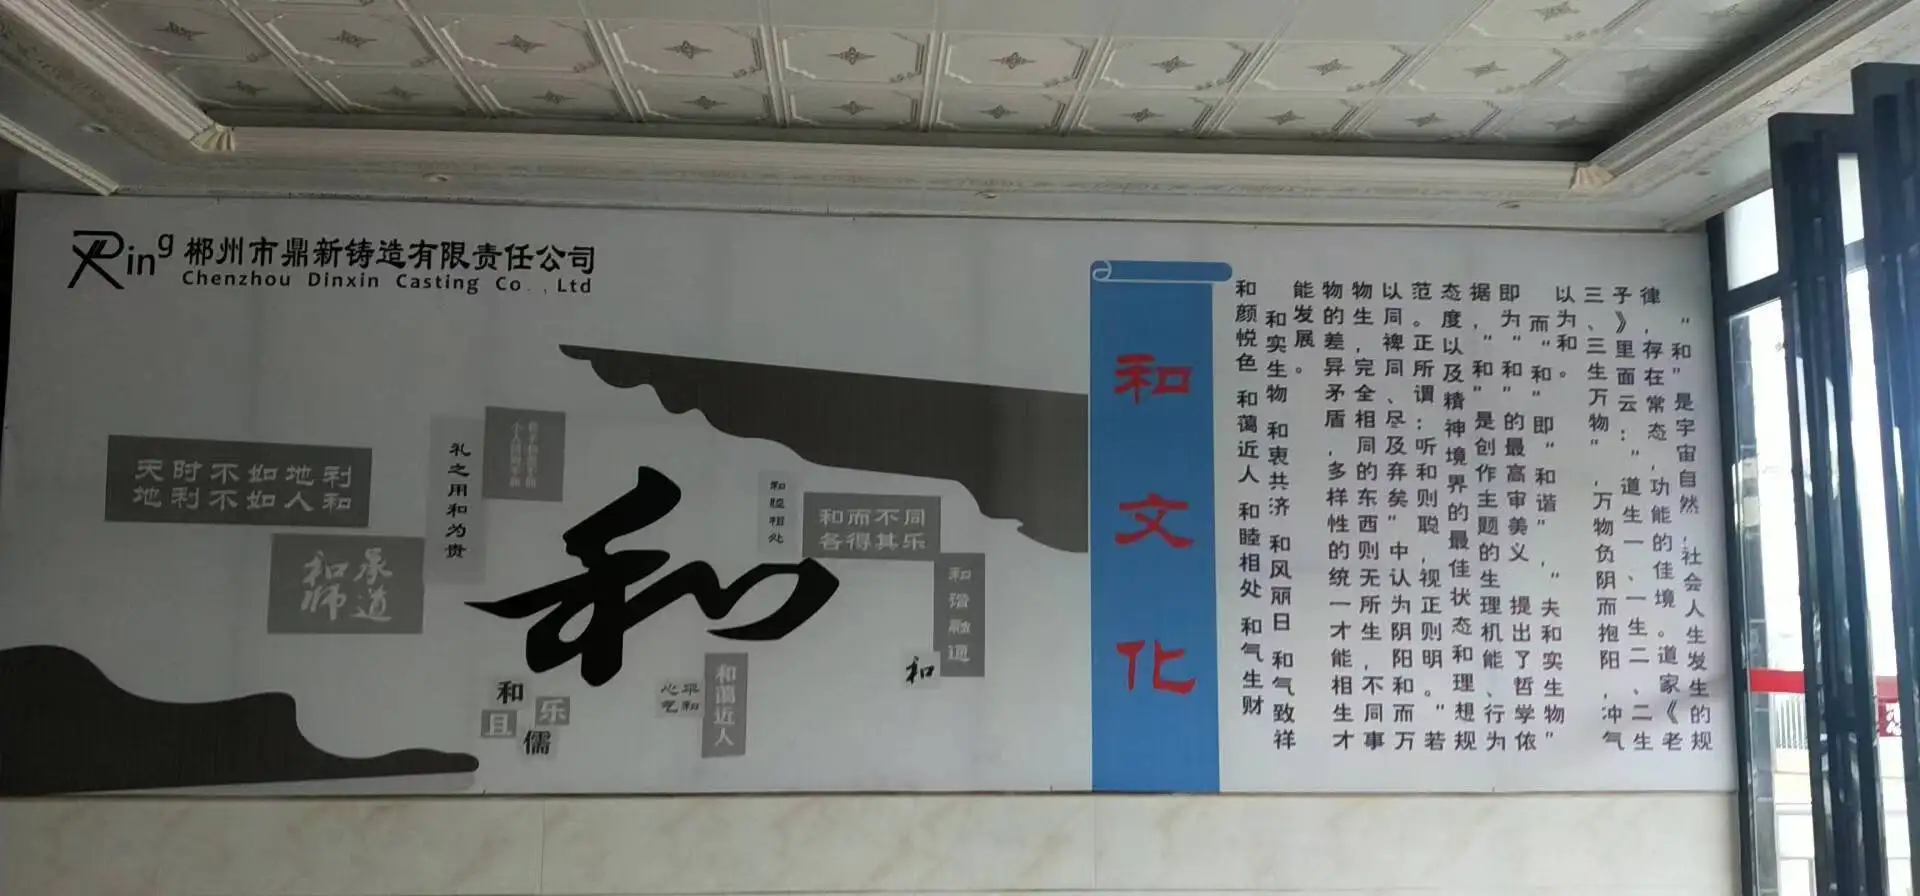 Ring
郴州市鼎新铸造有限责任公司
Chenzhou Dinxin Casting Co.,Ltd
天时不如地利
地利不如人和
承道
和师
礼之用和为贵
和
和睦相处
和而不同
各得其乐
和谐融通
和
和
且
乐
儒
平和
心气
和蔼近人
和文化
“和”是宇宙自然,社会人生发生的规
律,存在常态,功能的佳境。道家《老
子》里面云:“道生一、一生二、二生
三、三生万物”,万物负阴而抱阳,冲气
以为和。
而“和”即“和谐”,“夫和实生物”
即为“和”的最高审美义 提出了哲学依
据,“和”是创作主题的生理机能、行为
态度以及精神境界的最佳状态和理想规
范。正所谓:听和则聪,视正则明。”若
以同裨同、尽及弃矣”中认为阴阳和而万
物生,完全相同的东西则无所生,不同事
物的差异矛盾,多样性的统一才能相生才
能发展。
和实生物 和衷共济 和风丽日 和气致祥
和颜悦色 和蔼近人 和睦相处 和气生财